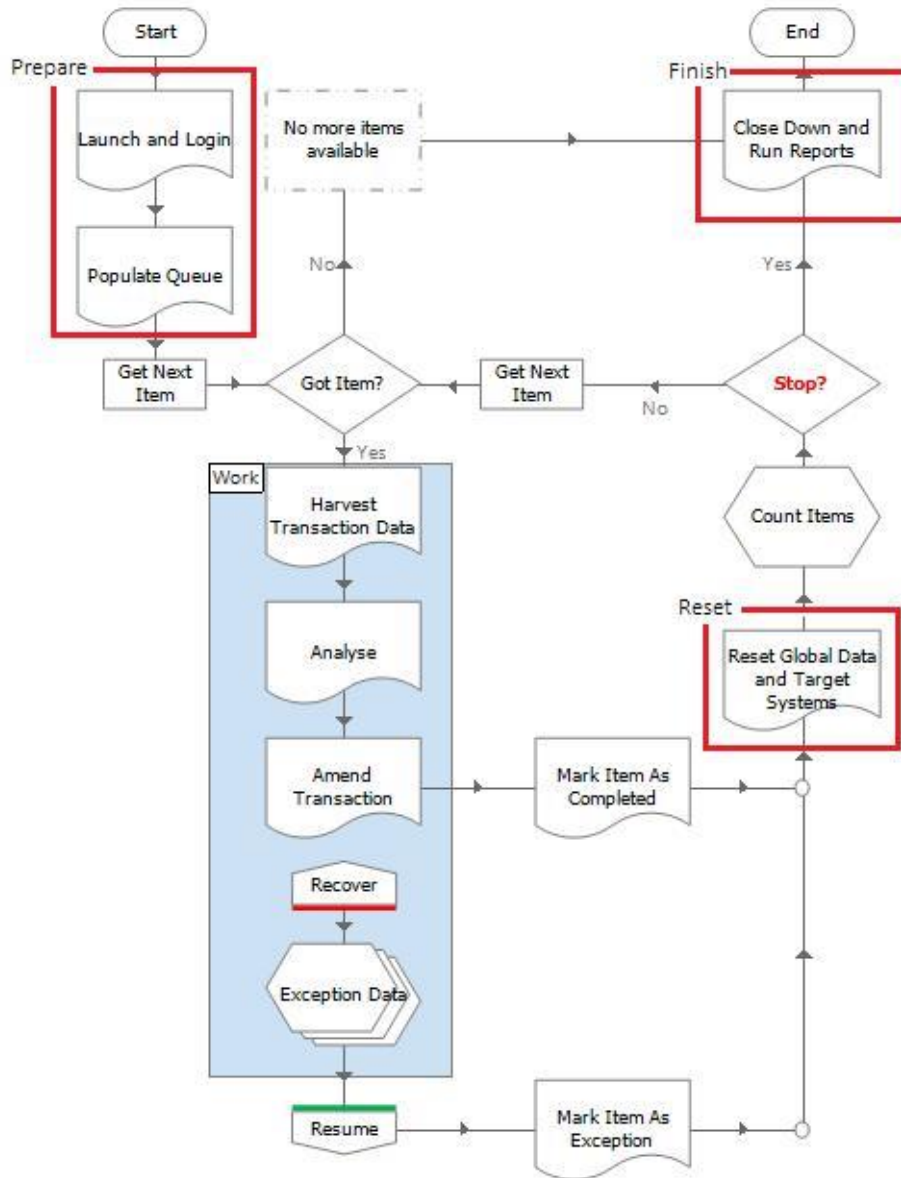 Start
End
Prepare
Finish
Launch and Login
No more items
available
Close Down and
Run Reports
Populate Queue
No
Yes
Get Next
Item
Got Item?
Get Next
Item
Stop?
No
Yes
Work
Harvest
Transaction Data
Count Items
Analyse
Reset
Reset Global Data
and Target
Systems
Amend
Transaction
Mark Item As
Completed
Recover
Exception Data
Resume
Mark Item As
Exception